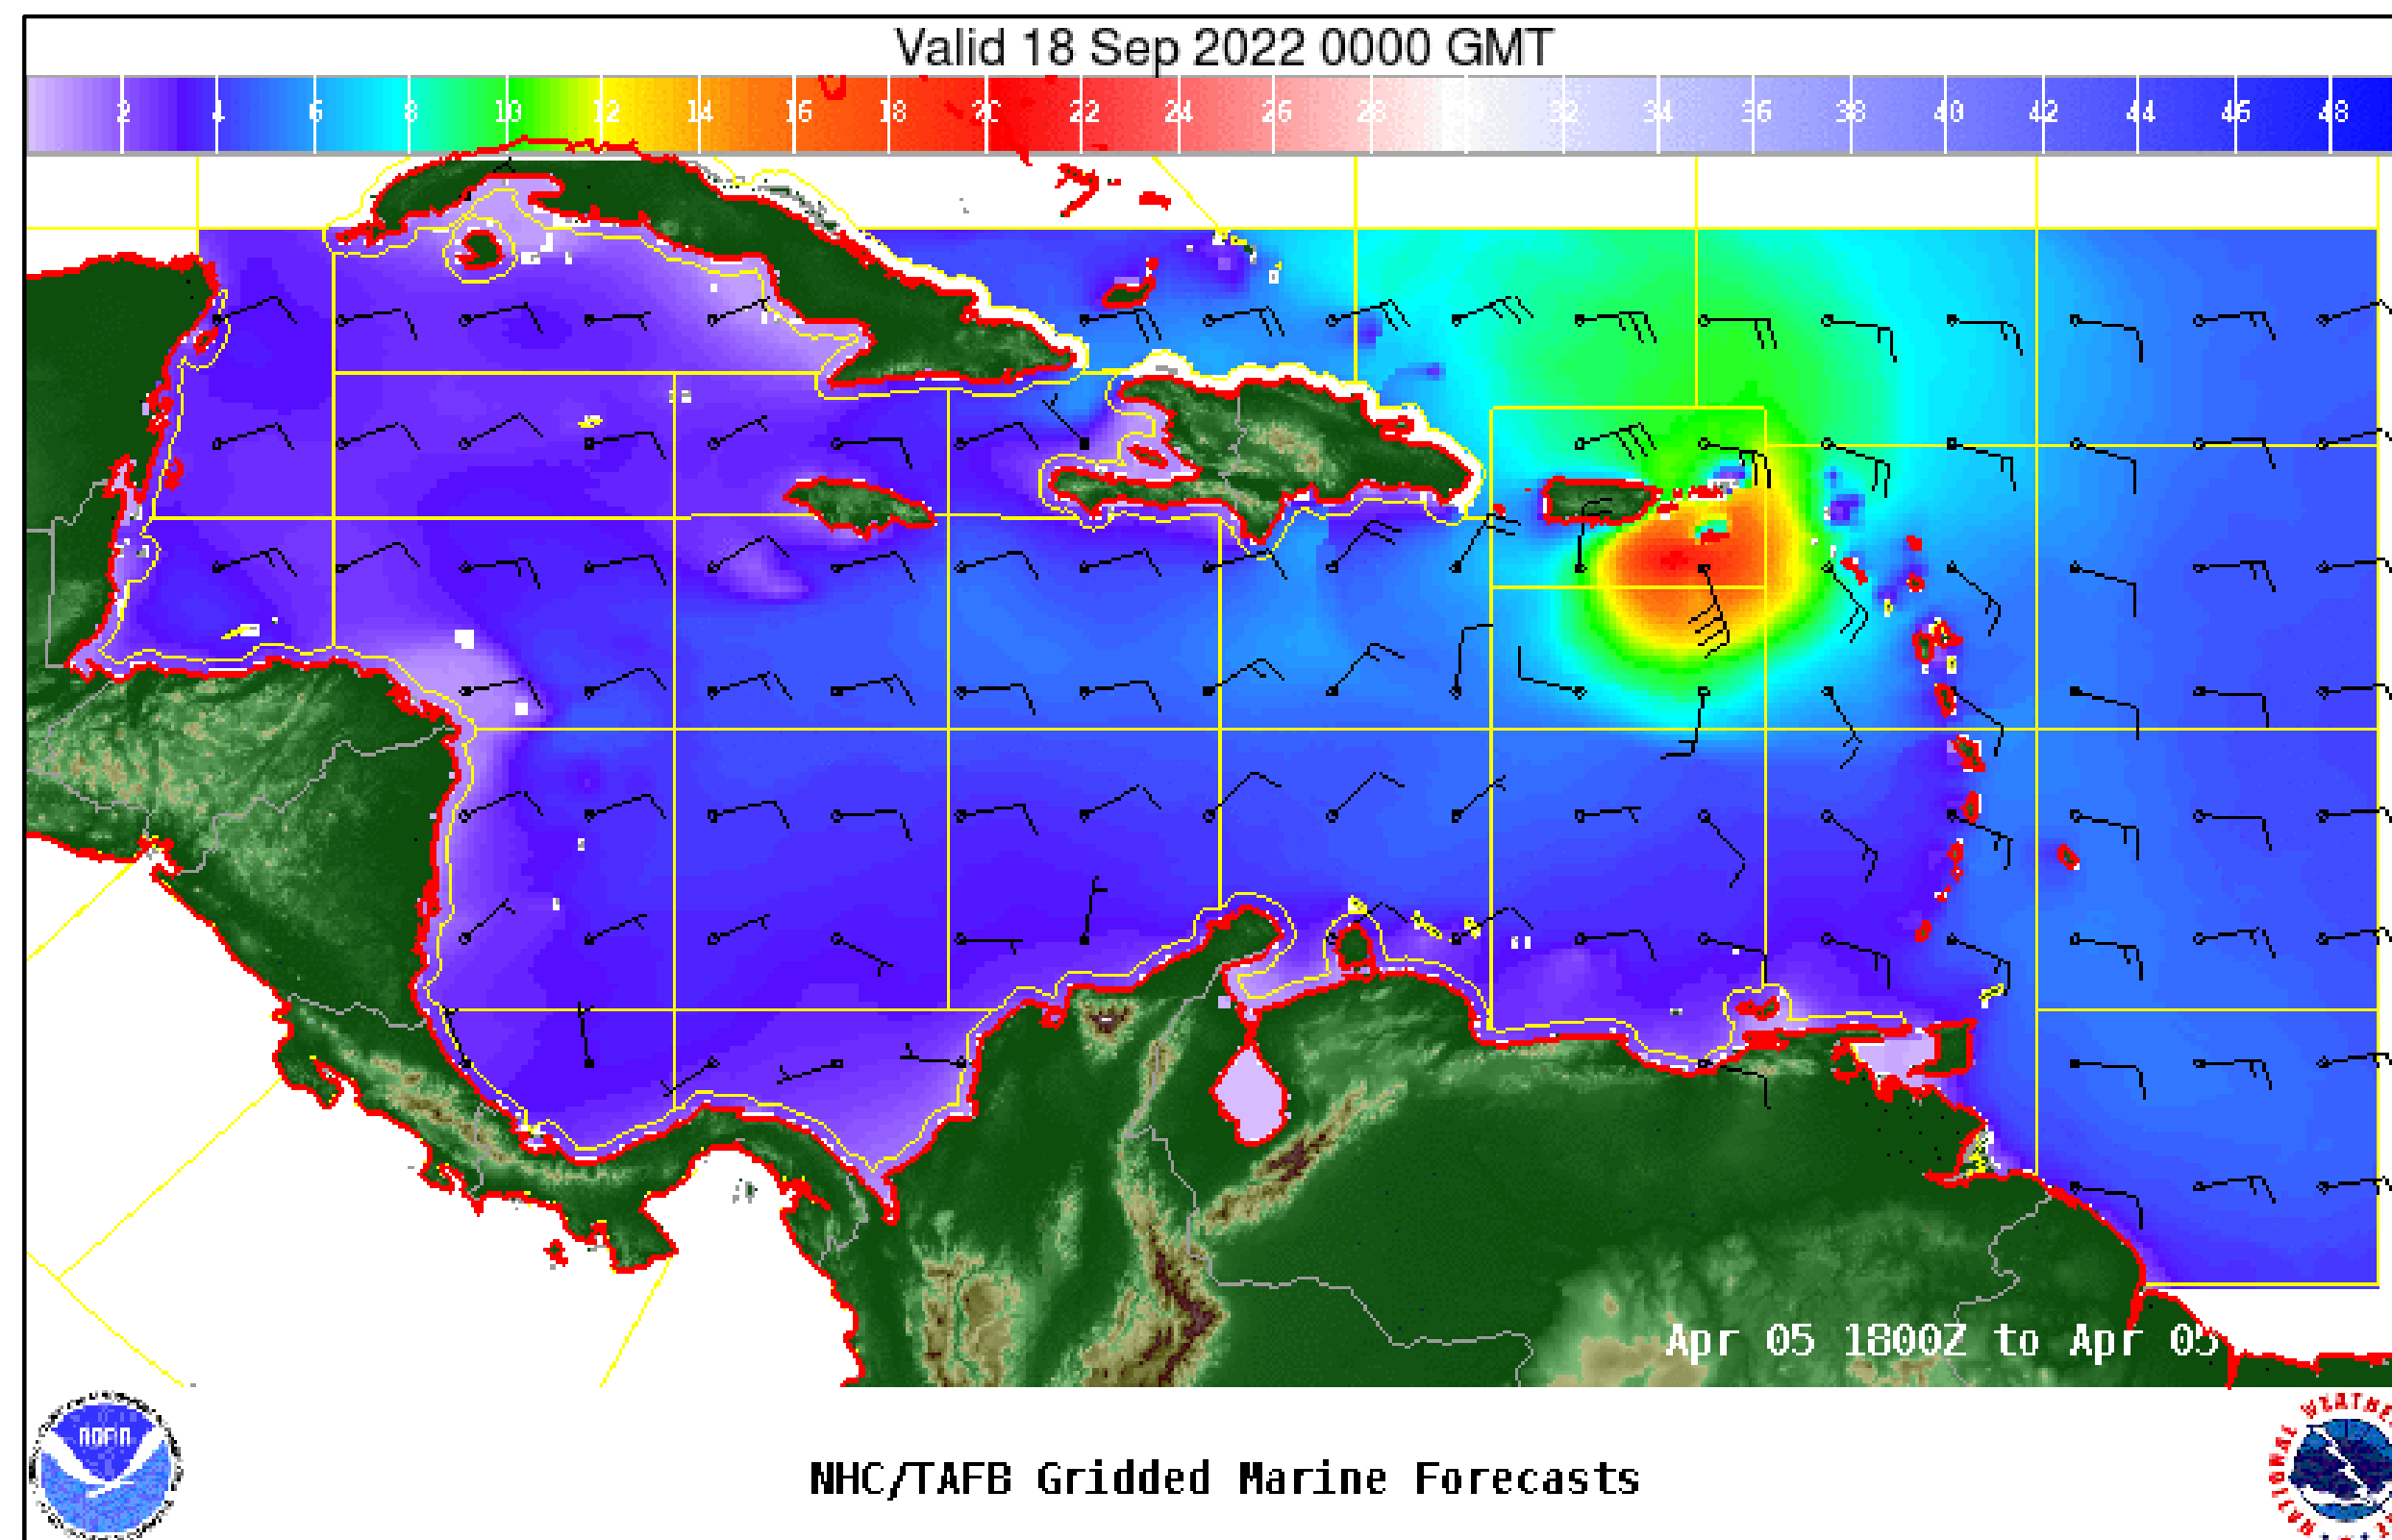 Valid 18 Sep 2022 0000 GMT
2 4 6 8 10 12 14 16 18 20 22 24 26 28 30 32 34 36 38 40 42 44 46 48
Apr 05 1800Z to Apr 05
NOAA
NATIONAL WEATHE
NHC/TAFB Gridded Marine Forecasts